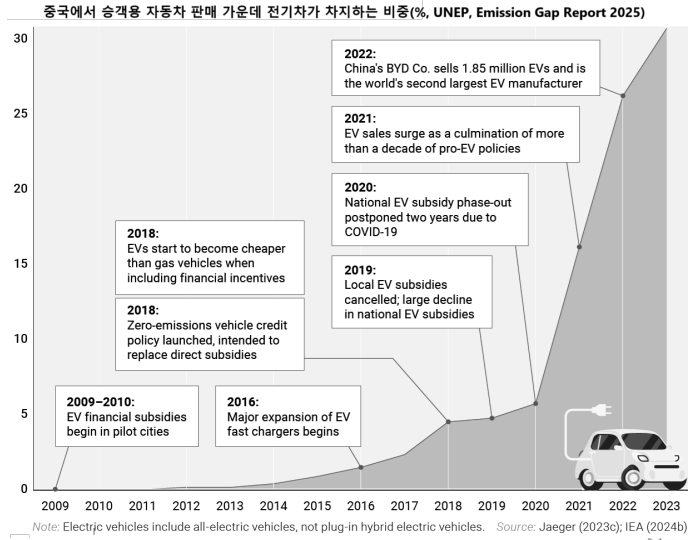 중국에서 승객용 자동차 판매 가운데 전기차가 차지하는 비중(%, UNEP, Emission Gap Report 2025)
30
25
20
15
10
5
0
2022:
China's BYD Co. sells 1.85 million EVs and is
the world's second largest EV manufacturer
2021:
EV sales surge as a culmination of more
than a decade of pro-EV policies
2020:
National EV subsidy phase-out
postponed two years due to
COVID-19
2018:
EVs start to become cheaper
than gas vehicles when
including financial incentives
2019:
Local EV subsidies
cancelled; large decline
in national EV subsidies
2018:
Zero-emissions vehicle credit
policy launched, intended to
replace direct subsidies
2009–2010:
EV financial subsidies
begin in pilot cities
2016:
Major expansion of EV
fast chargers begins
2009 2010 2011 2012 2013 2014 2015 2016 2017 2018 2019 2020 2021 2022 2023
Note: Electric vehicles include all-electric vehicles, not plug-in hybrid electric vehicles. Source: Jaeger (2023c); IEA (2024b)